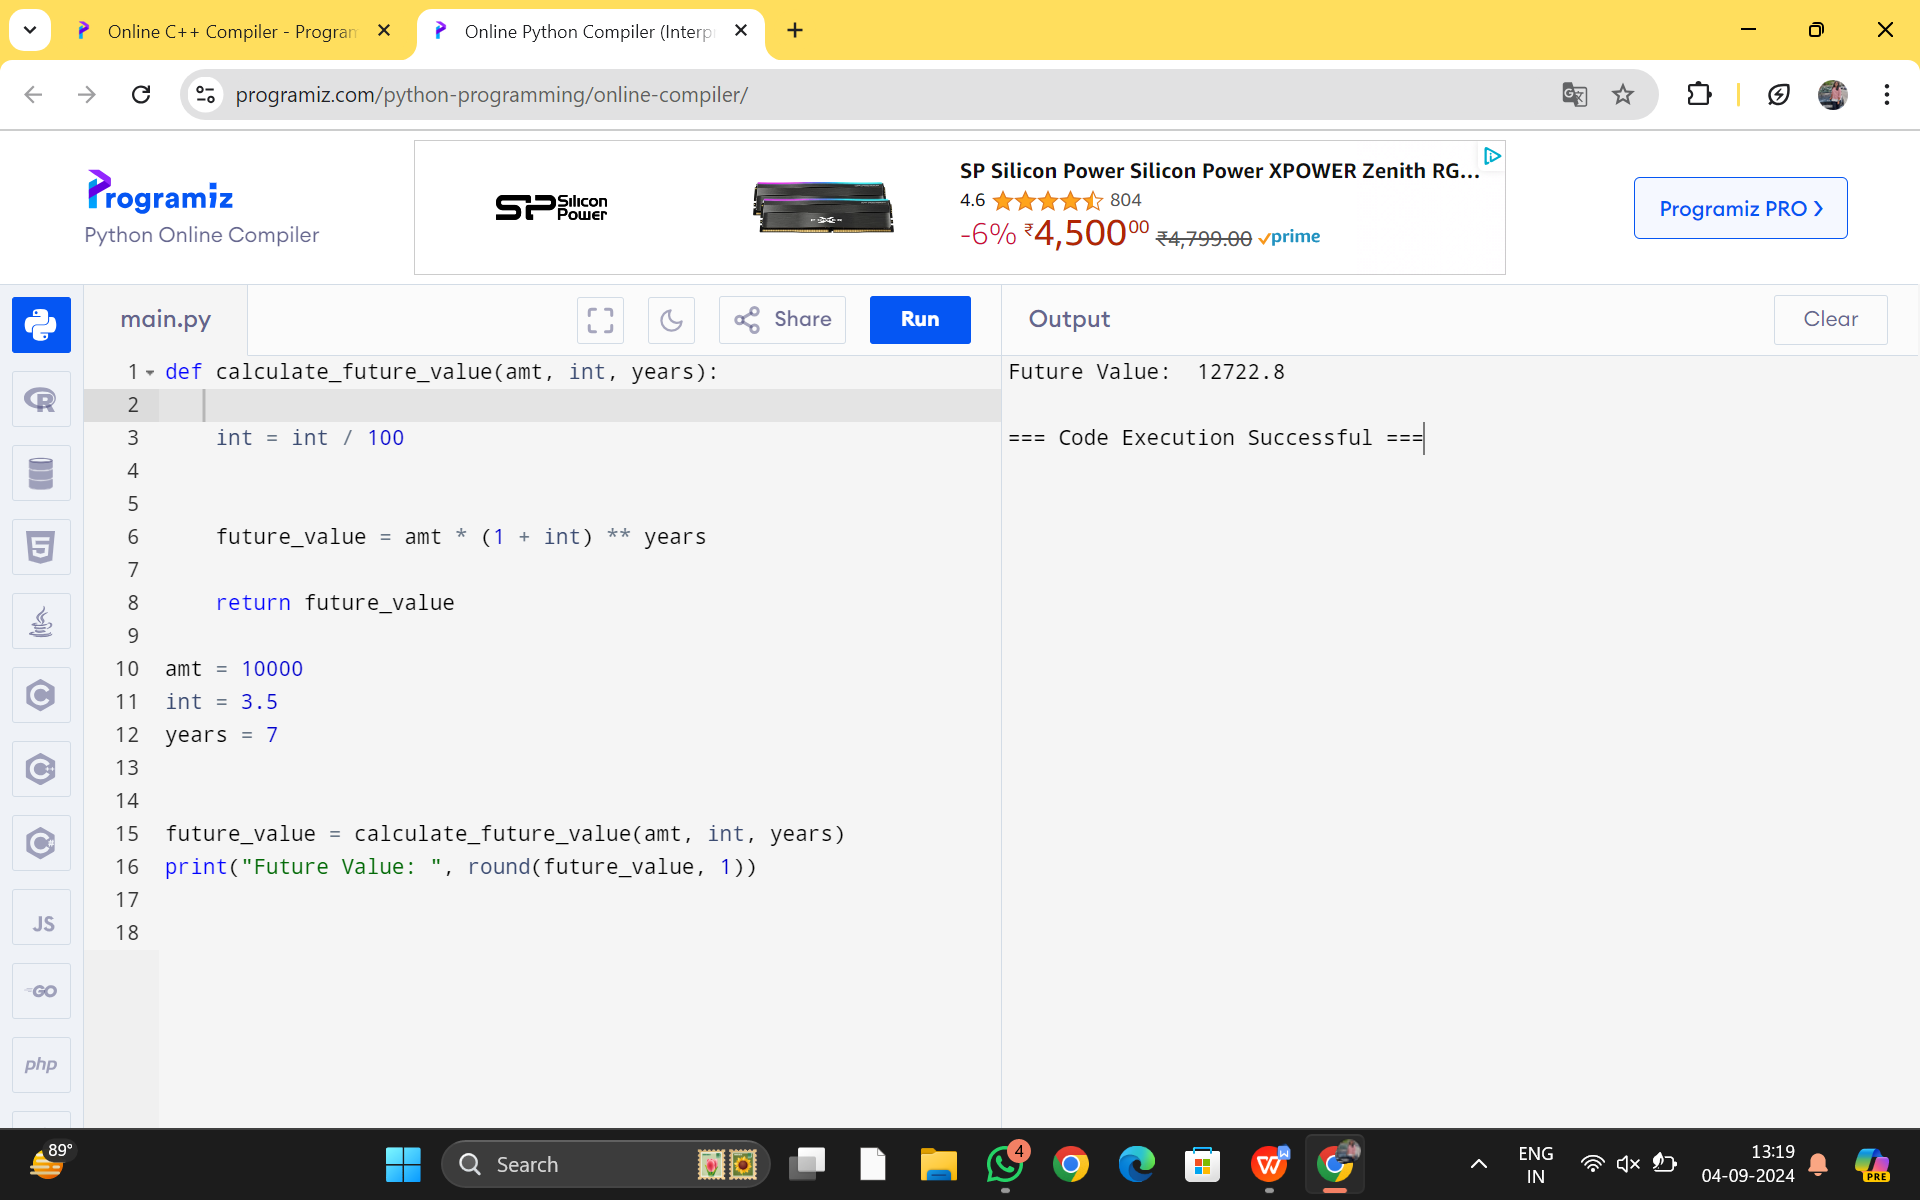 Online C++ Compiler - Program
Online Python Compiler (Interp
programiz.com/python-programming/online-compiler/
Programiz
Python Online Compiler
SP Silicon Power
SP Silicon Power Silicon Power XPOWER Zenith RG...
4.6 804
-6% ₹4,50000 ₹4,799.00 prime
Programiz PRO ›
main.py
Share
Run
Output
Clear
1 def calculate_future_value(amt, int, years):
2
3 int = int / 100
4
5
6 future_value = amt * (1 + int) ** years
7
8 return future_value
9
10 amt = 10000
11 int = 3.5
12 years = 7
13
14
15 future_value = calculate_future_value(amt, int, years)
16 print("Future Value: ", round(future_value, 1))
17
18
Future Value:  12722.8
=== Code Execution Successful ===
R
5
C
C+
C#
JS
GO
php
89°
Search
4
W
W
ENG
IN
13:19
04-09-2024
PRE